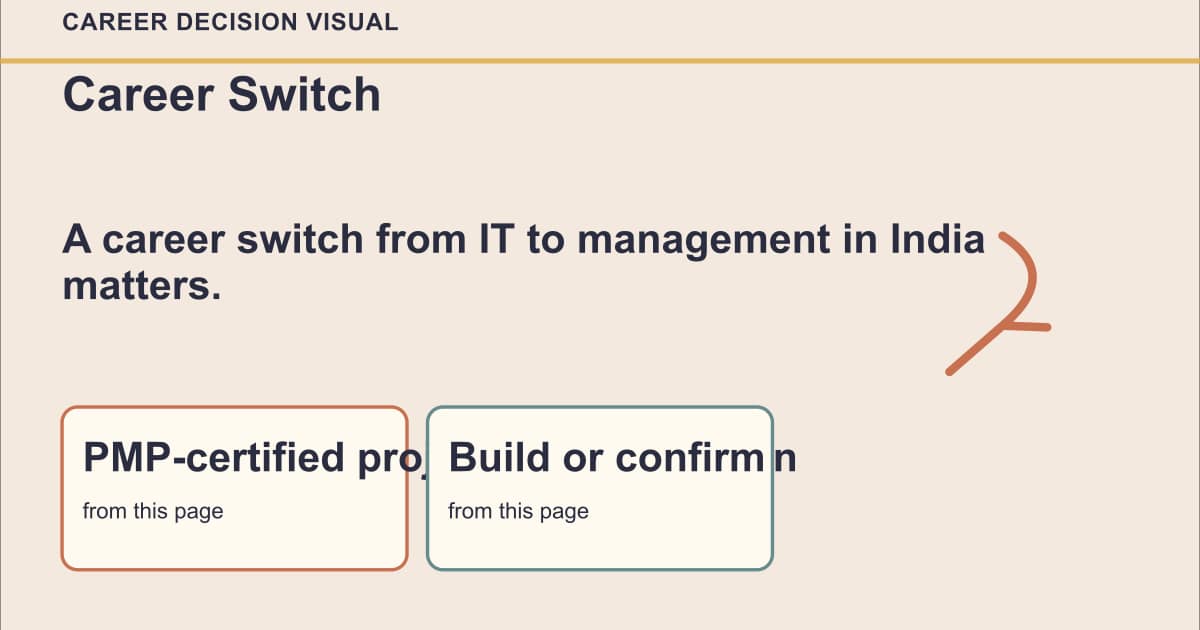 CAREER DECISION VISUAL
Career Switch
A career switch from IT to management in India
matters.
PMP-certified proj
Build or confirm n
from this page
from this page